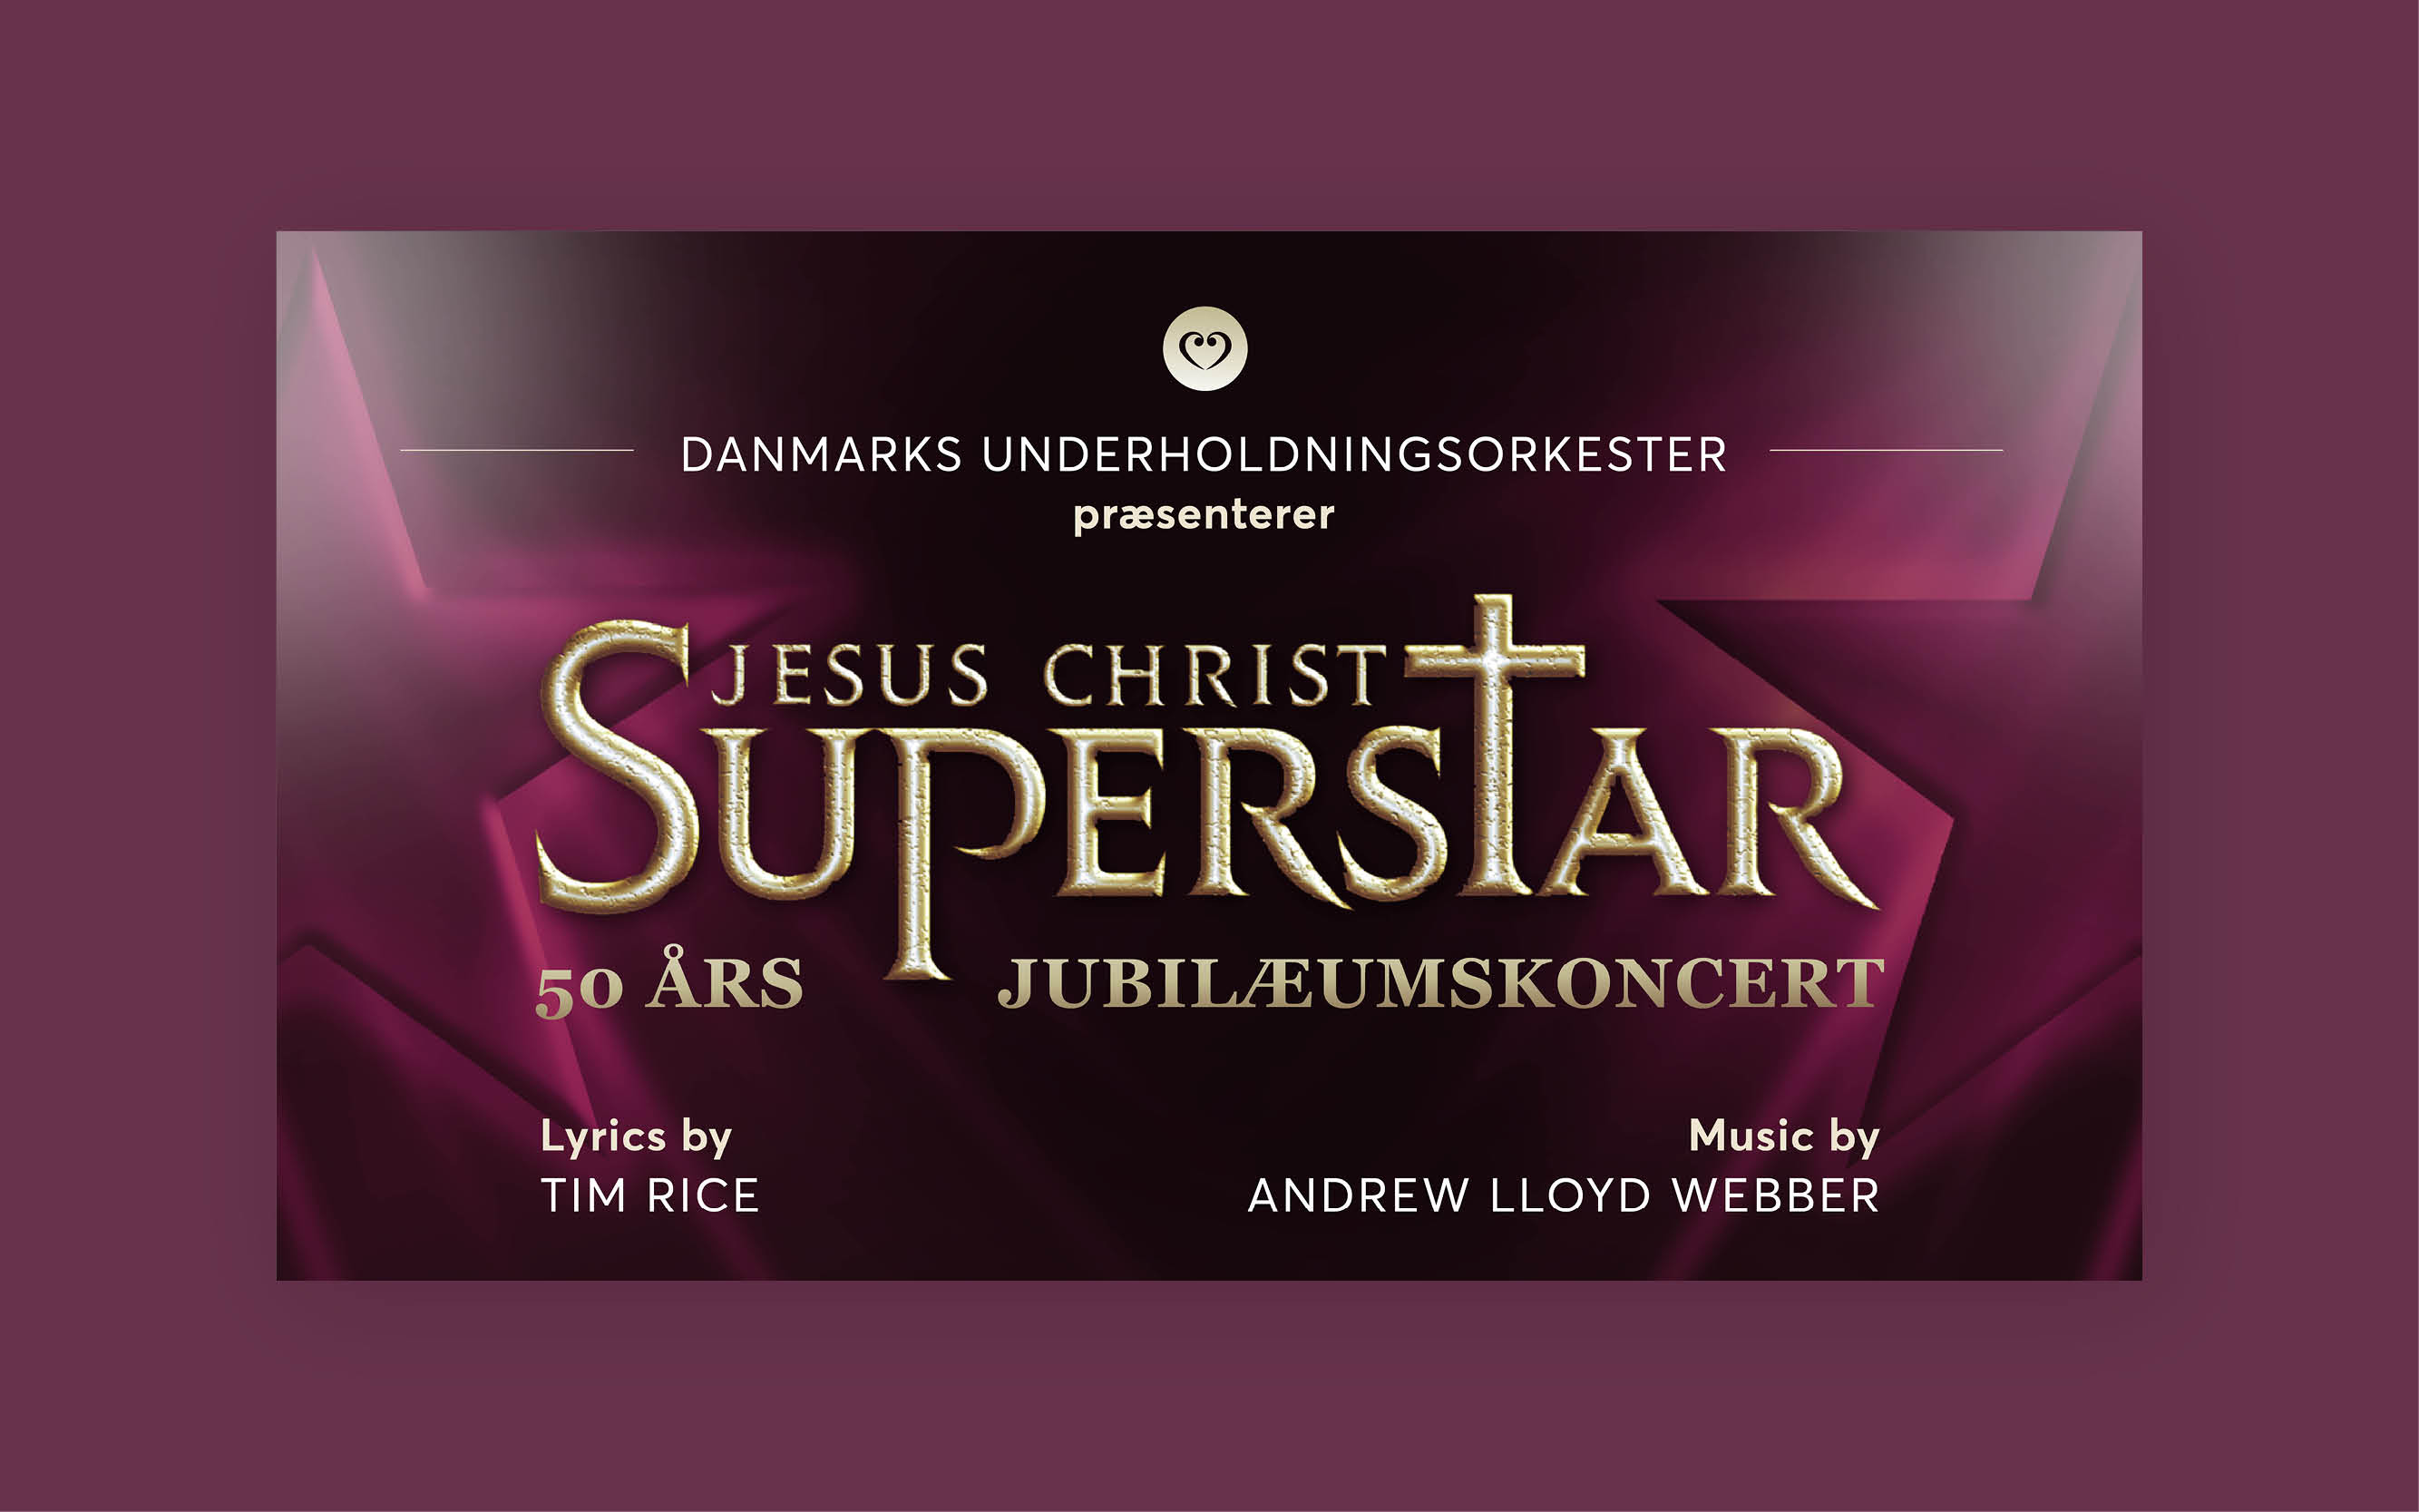 DANMARKS UNDERHOLDNINGSORKESTER
præsenterer
JESUS CHRIST
SUPERSTAR
50 ÅRS JUBILÆUMSKONCERT
Lyrics by
TIM RICE
Music by
ANDREW LLOYD WEBBER